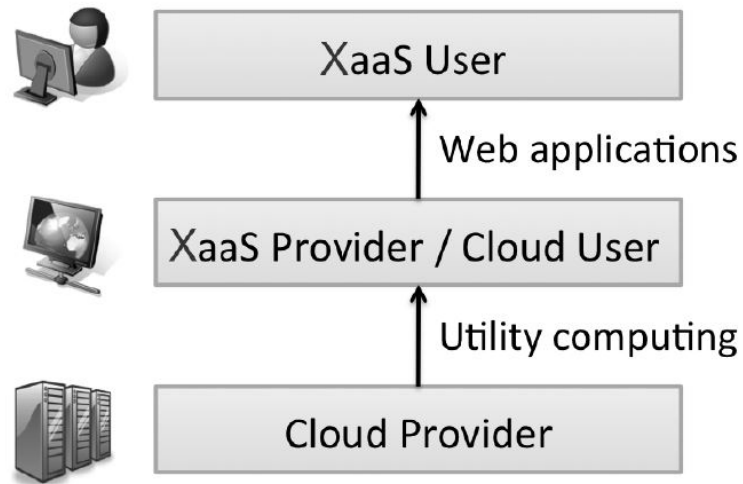 XaaS User
Web applications
XaaS Provider / Cloud User
Utility computing
Cloud Provider